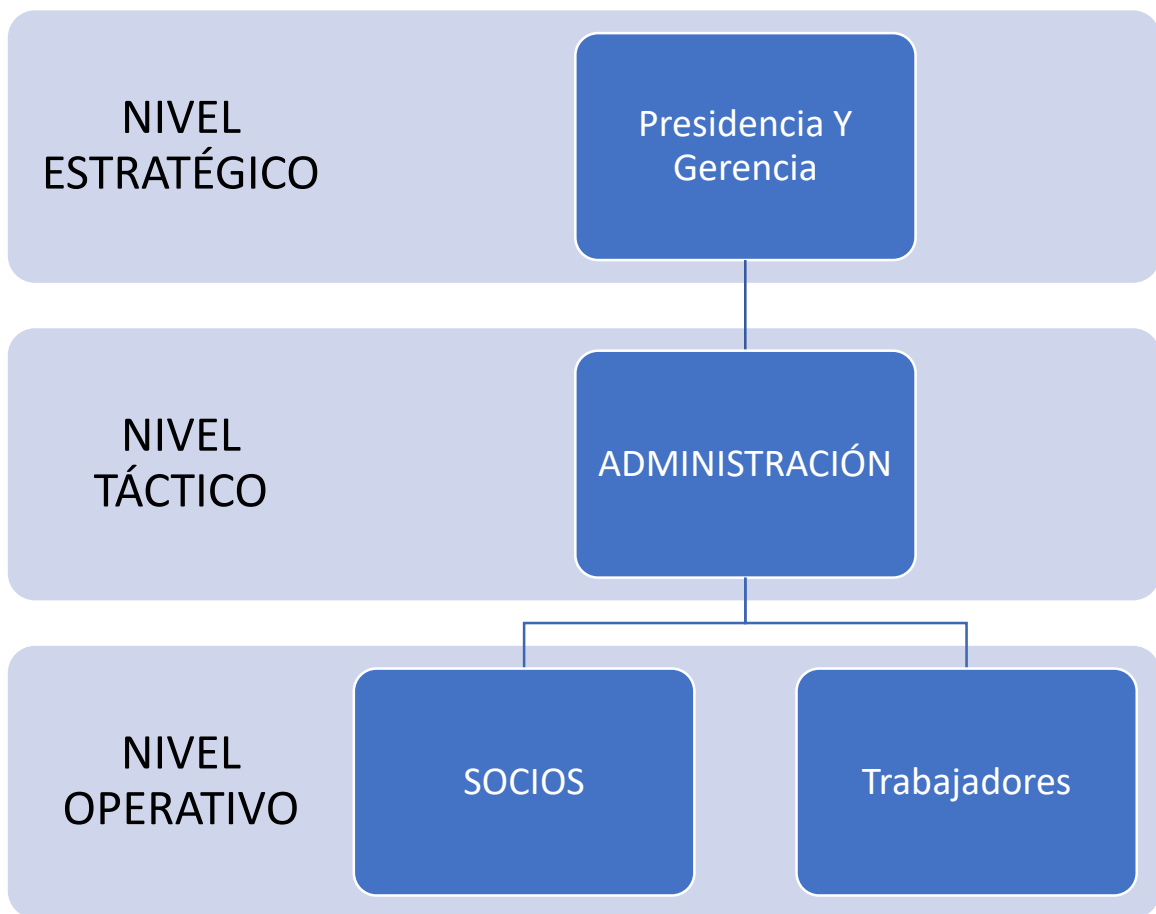 NIVEL
ESTRATÉGICO
Presidencia Y
Gerencia
NIVEL
TÁCTICO
ADMINISTRACIÓN
NIVEL
OPERATIVO
SOCIOS
Trabajadores